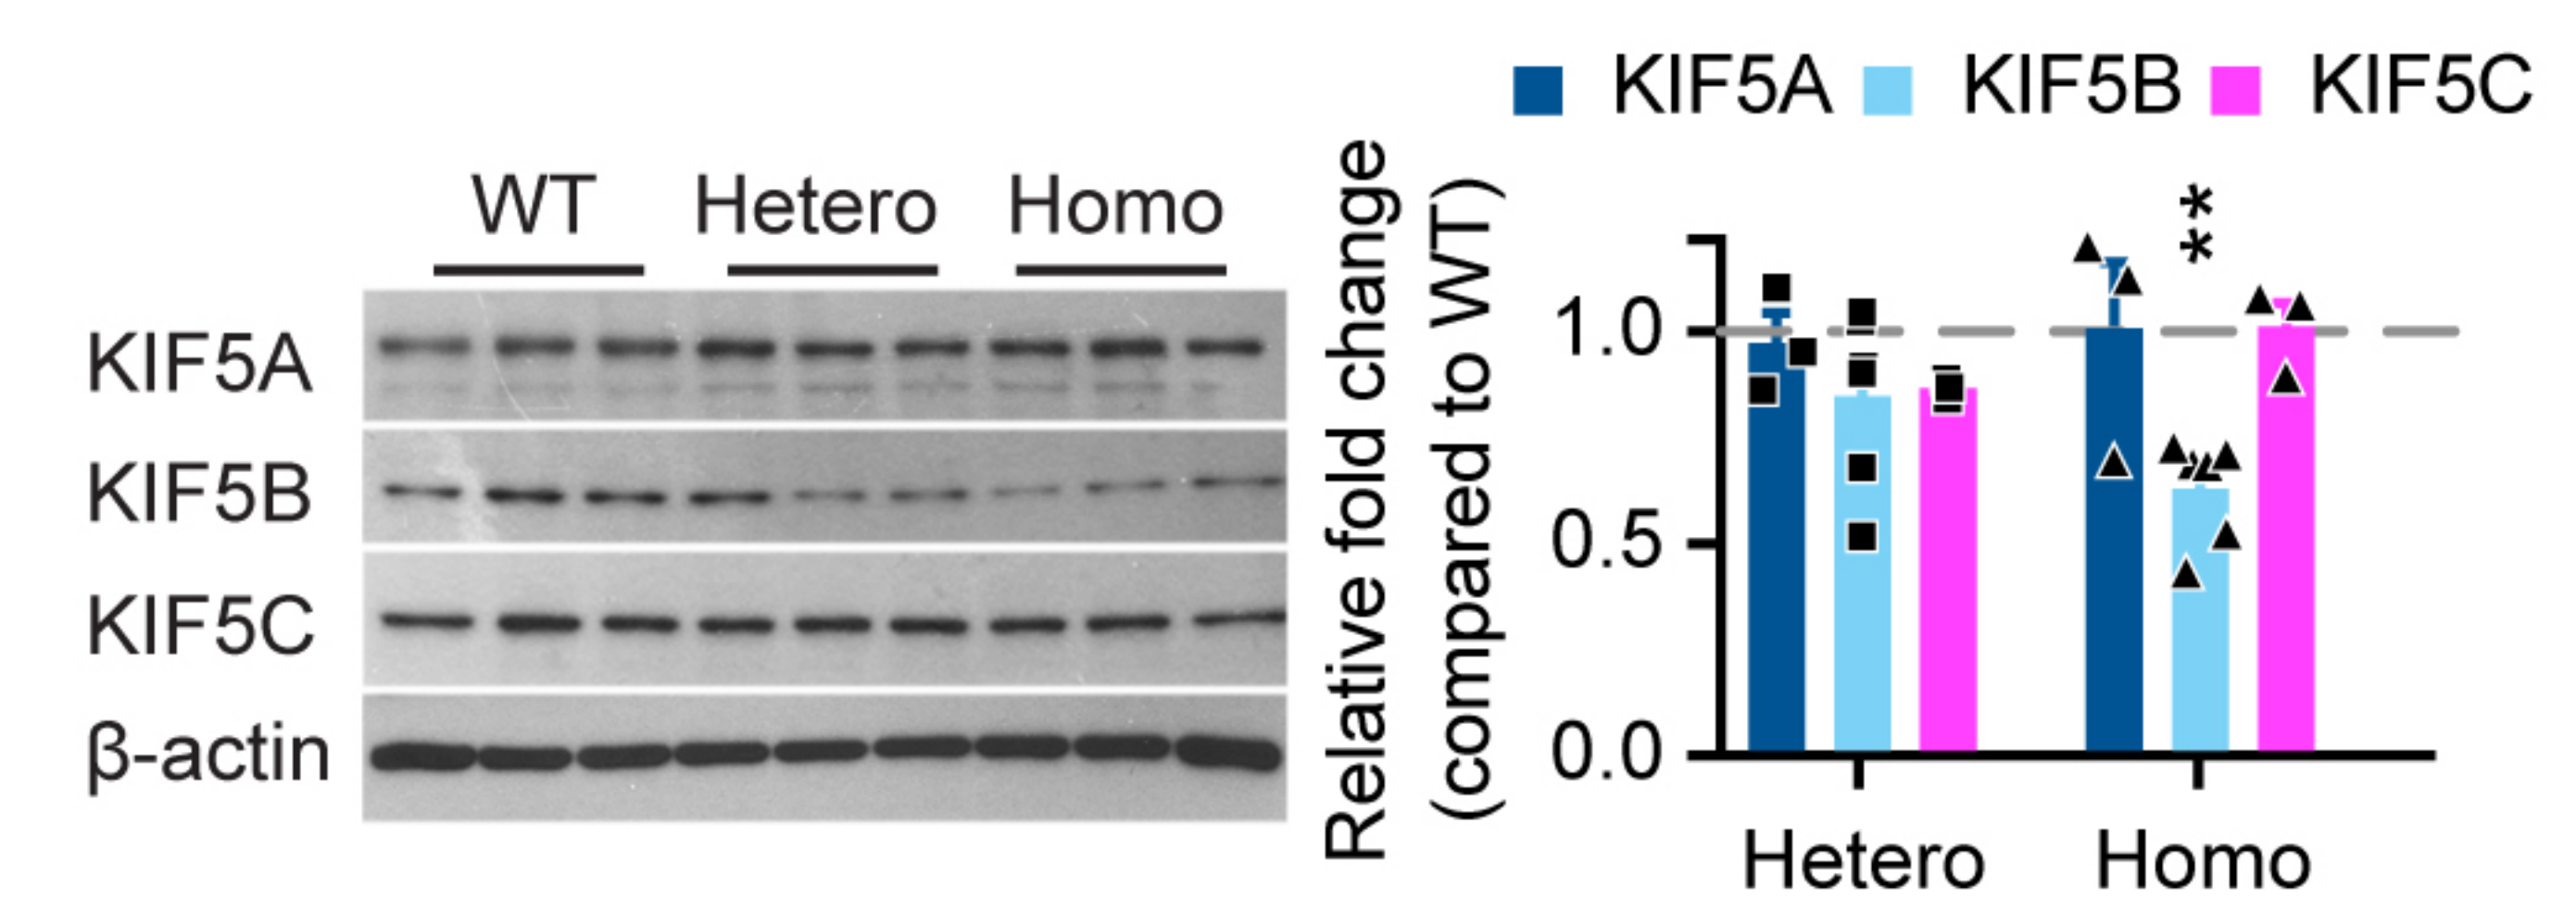 WT Hetero Homo
KIF5A
KIF5B
KIF5C
β-actin
KIF5A KIF5B KIF5C
Relative fold change
(compared to WT)
**
1.0
0.5
0.0
Hetero Homo